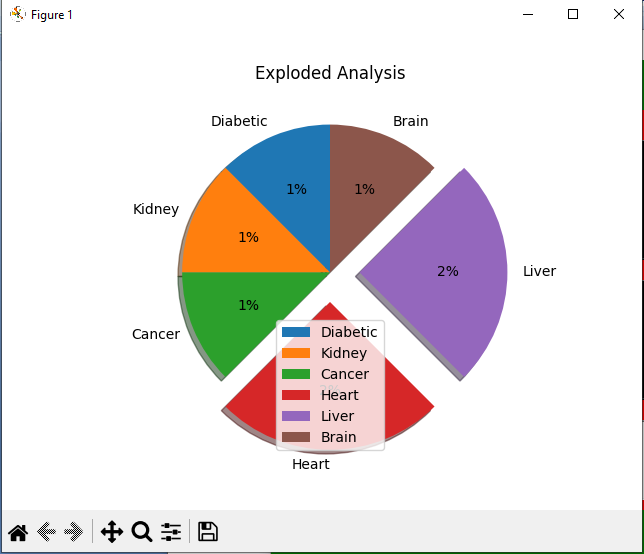 Figure 1
Exploded Analysis
Diabetic
Brain
1%
1%
Kidney
1%
2%
Liver
1%
Cancer
Diabetic
Kidney
Cancer
Heart
Liver
Brain
Heart